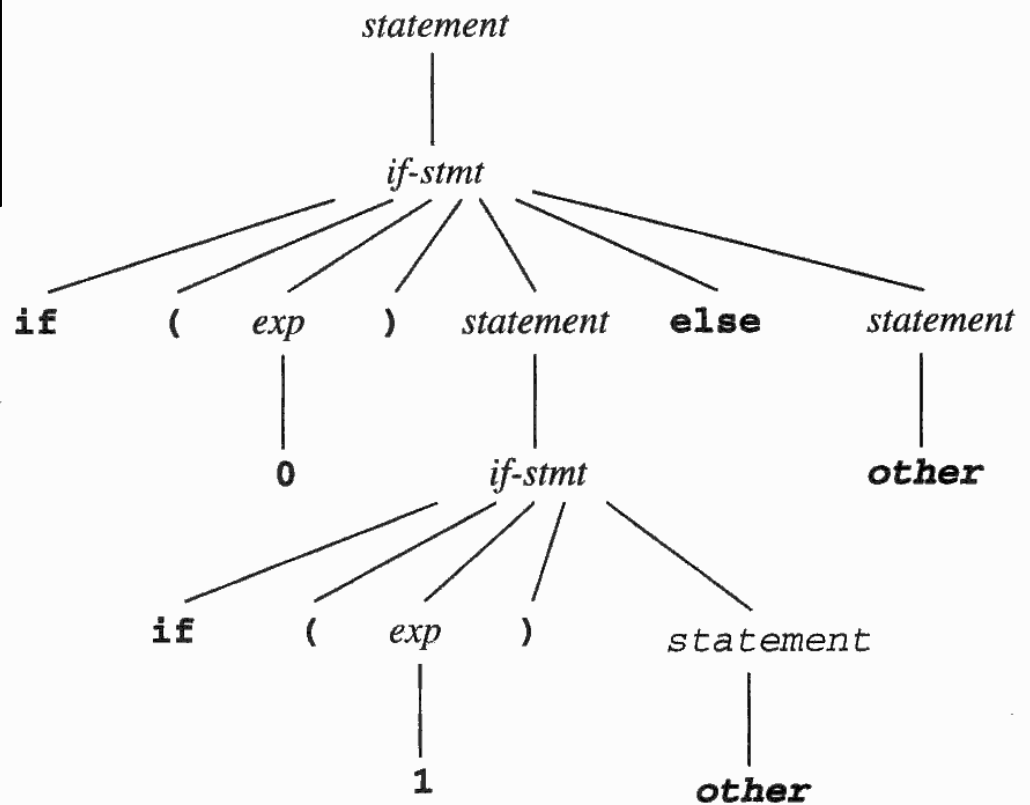 statement
if-stmt
if ( exp ) statement else statement
0 if-stmt other
if ( exp ) statement
1 other